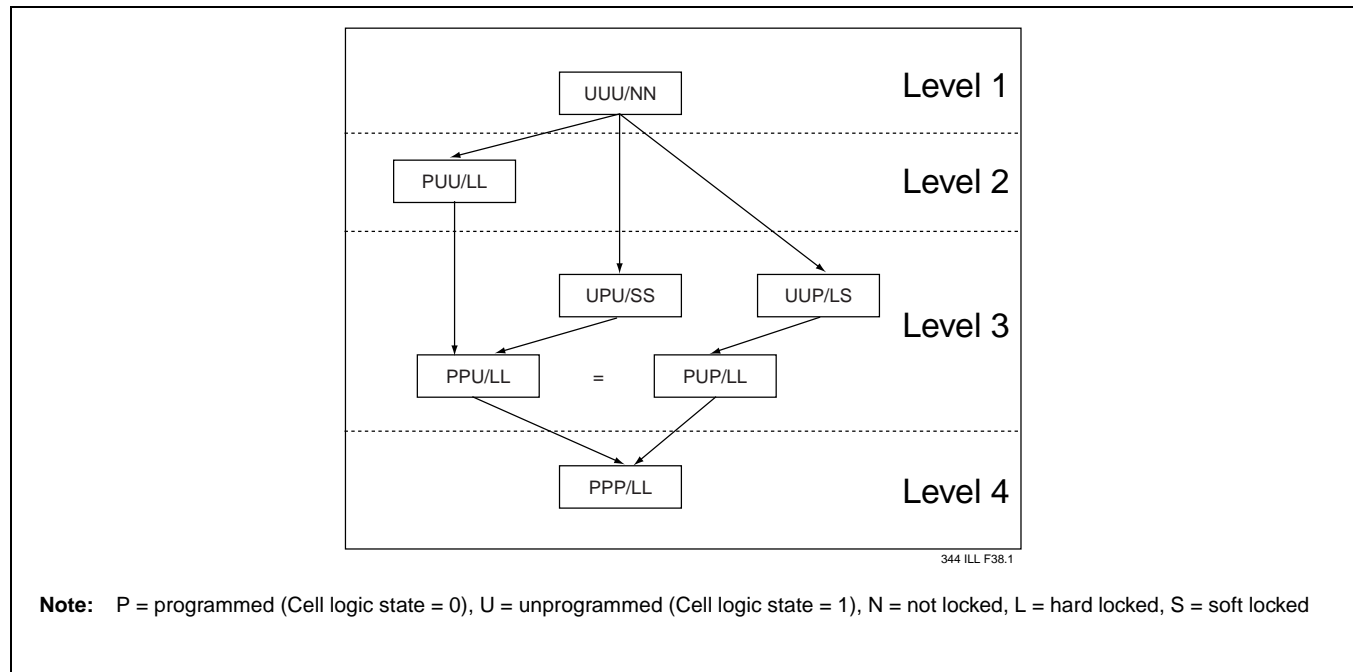 UUU/NN
Level 1
PUU/LL
Level 2
UPU/SS
UUP/LS
Level 3
PPU/LL
=
PUP/LL
PPP/LL
Level 4
344 ILL F38.1
Note: P = programmed (Cell logic state = 0), U = unprogrammed (Cell logic state = 1), N = not locked, L = hard locked, S = soft locked